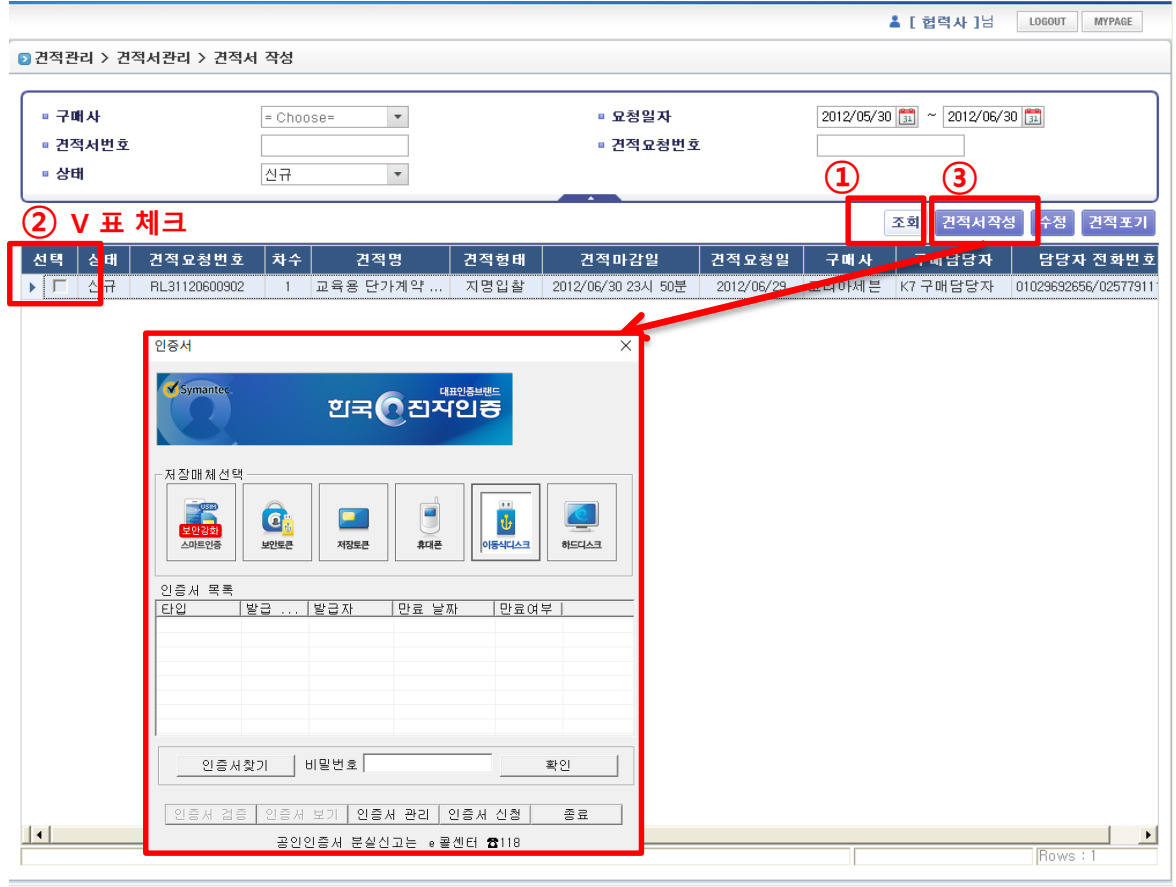 [ 협력사 ]님 LOGOUT MYPAGE
견적관리 > 견적서관리 > 견적서 작성
구매사 = Choose= 요청일자 2012/05/30 31 ~ 2012/06/30 31
견적서번호 견적요청번호
상태 신규
① ③
② V 표 체크
조회 견적서작성 수정 견적포기
선택 상태 견적요청번호 차수 견적명 견적형태 견적마감일 견적요청일 구매사 구매담당자 담당자 전화번호
신규 RL31120600902 1 교육용 단가계약 ... 지명입찰 2012/06/30 23시 50분 2012/06/29 코리아세븐 K7 구매담당자 01029692656/02577911
인증서
Symantec. 대표인증브랜드
한국전자인증
저장매체선택
USIM
보안강화
스마트인증 보안토큰 저장토큰 휴대폰 이동식디스크 하드디스크
인증서 목록
타입 발급 ... 발급자 만료 날짜 만료여부
인증서찾기 비밀번호 확인
인증서 검증 인증서 보기 인증서 관리 인증서 신청 종료
공인인증서 분실신고는 e콜센터 ☎118
Rows : 1